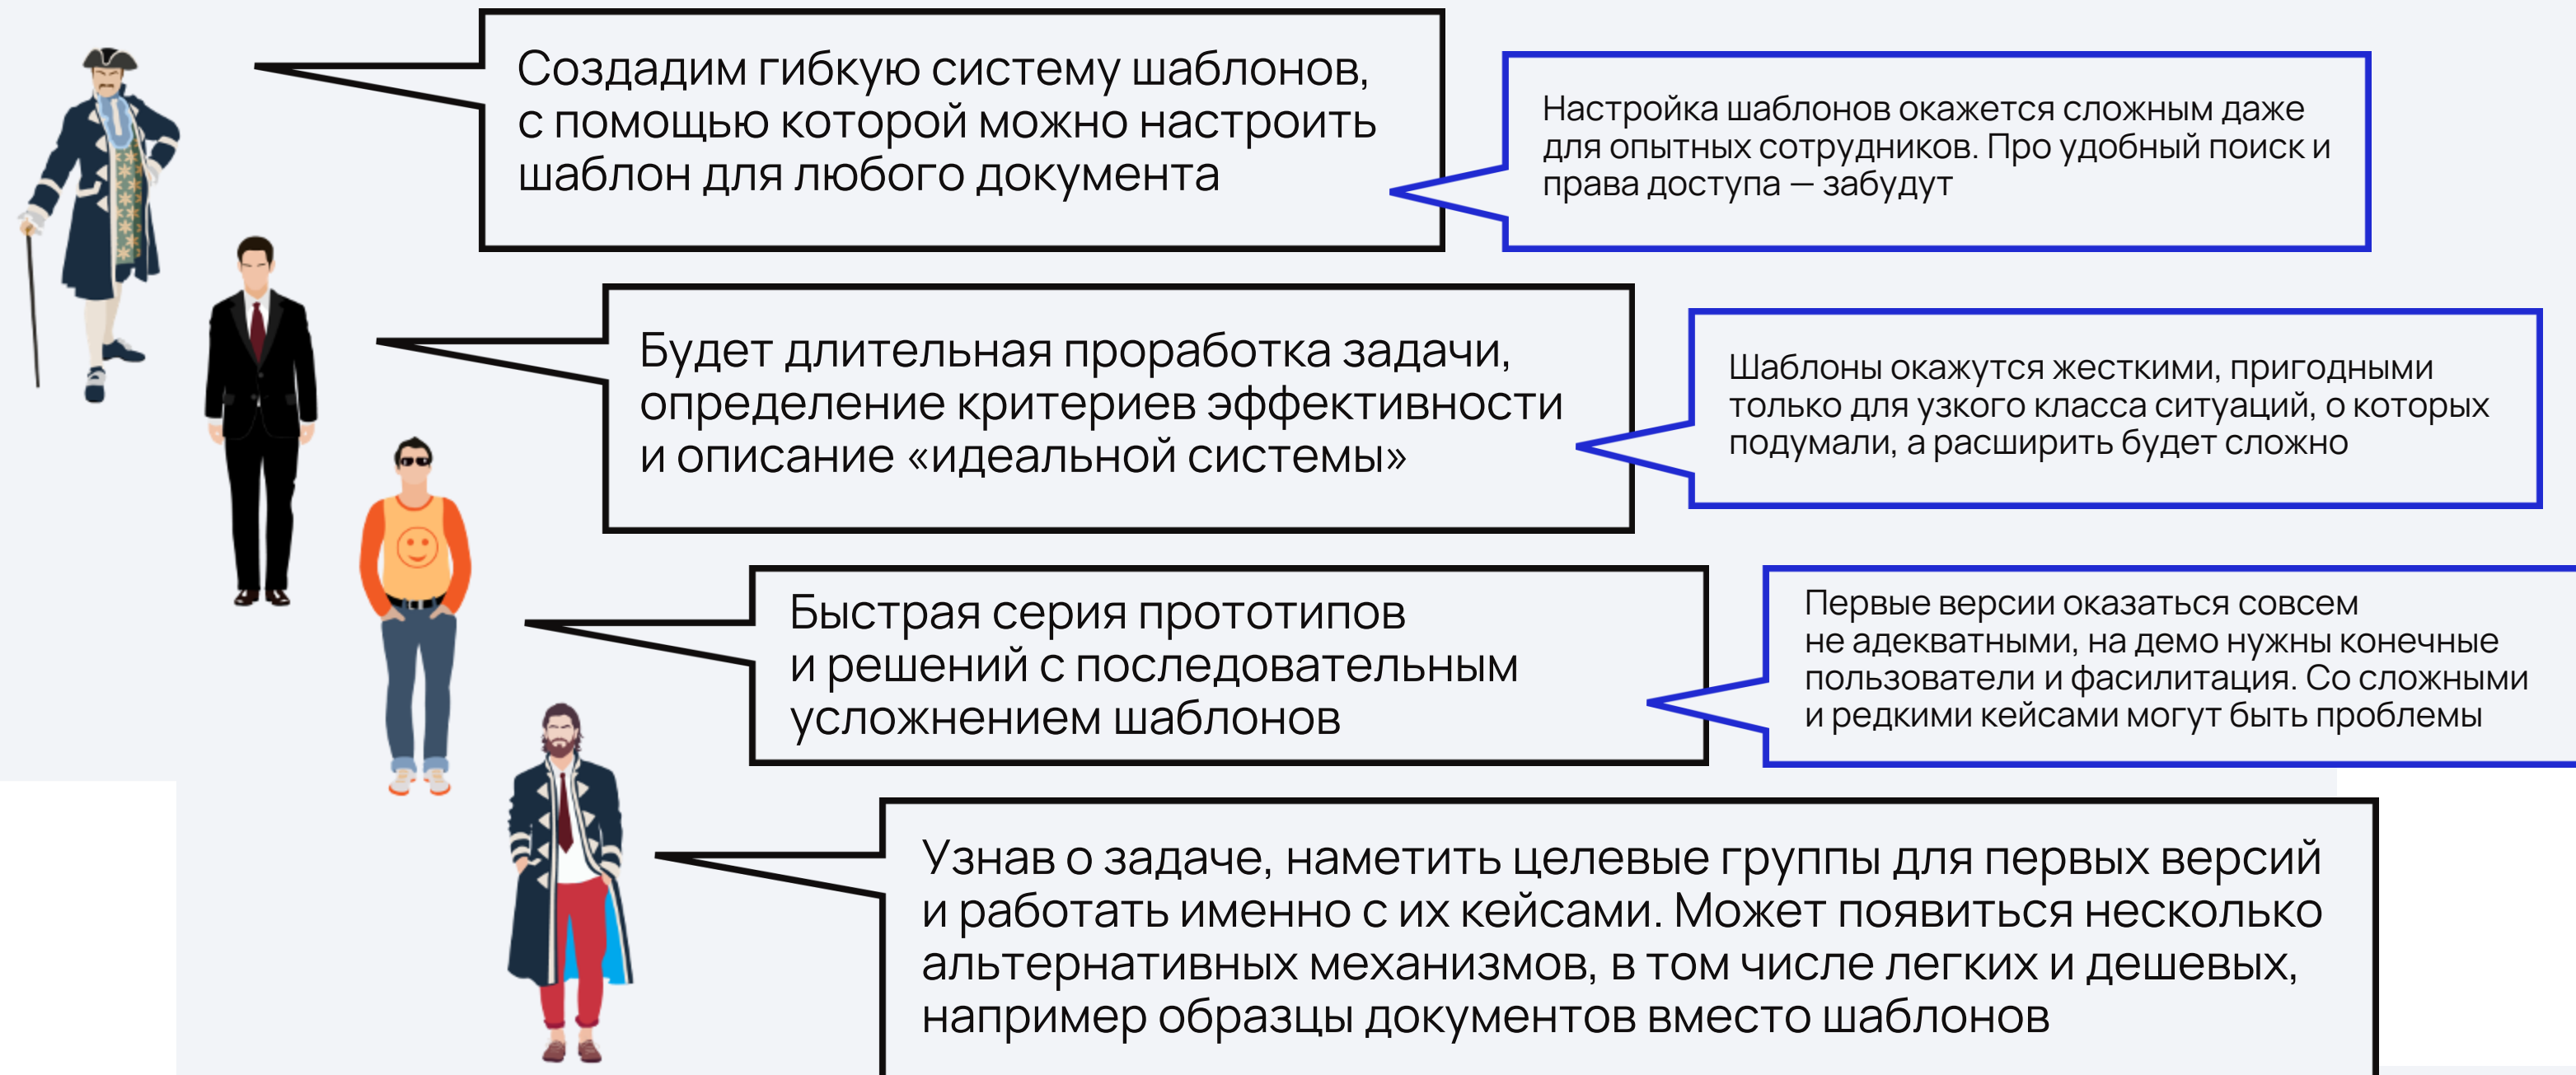 Создадим гибкую систему шаблонов,
с помощью которой можно настроить
шаблон для любого документа
Настройка шаблонов окажется сложным даже
для опытных сотрудников. Про удобный поиск и
права доступа — забудут
Будет длительная проработка задачи,
определение критериев эффективности
и описание «идеальной системы»
Шаблоны окажутся жесткими, пригодными
только для узкого класса ситуаций, о которых
подумали, а расширить будет сложно
Быстрая серия прототипов
и решений с последовательным
усложнением шаблонов
Первые версии оказаться совсем
не адекватными, на демо нужны конечные
пользователи и фасилитация. Со сложными
и редкими кейсами могут быть проблемы
Узнав о задаче, наметить целевые группы для первых версий
и работать именно с их кейсами. Может появиться несколько
альтернативных механизмов, в том числе легких и дешевых,
например образцы документов вместо шаблонов